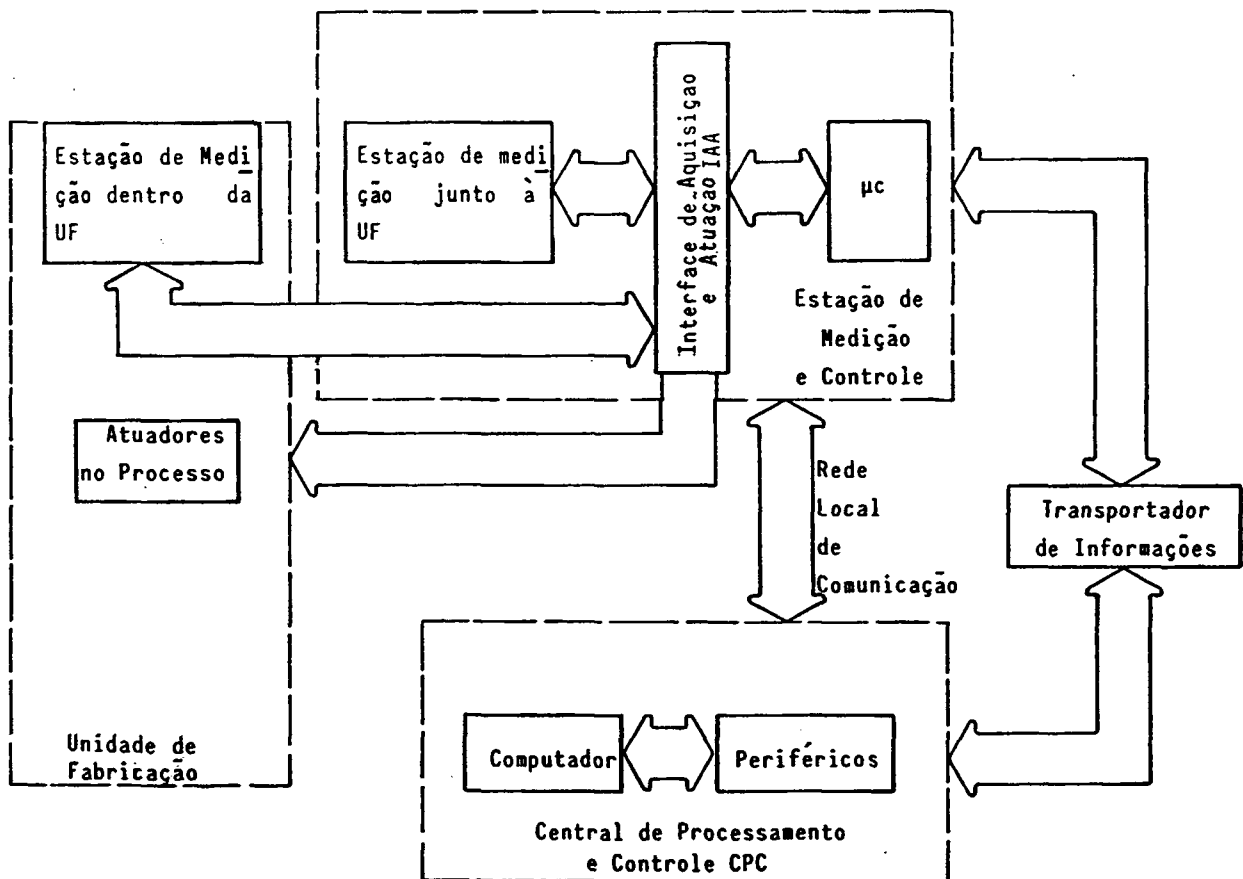 Estação de Medi
ção dentro da
UF
Estação de medi
ção junto à
UF
Interface de Aquisiçao
e Atuação IAA
µc
Estação de
Medição
e Controle
Atuadores
no Processo
Rede
Local
de
Comunicação
Transportador
de Informações
Unidade de
Fabricação
Computador
Periféricos
Central de Processamento
e Controle CPC